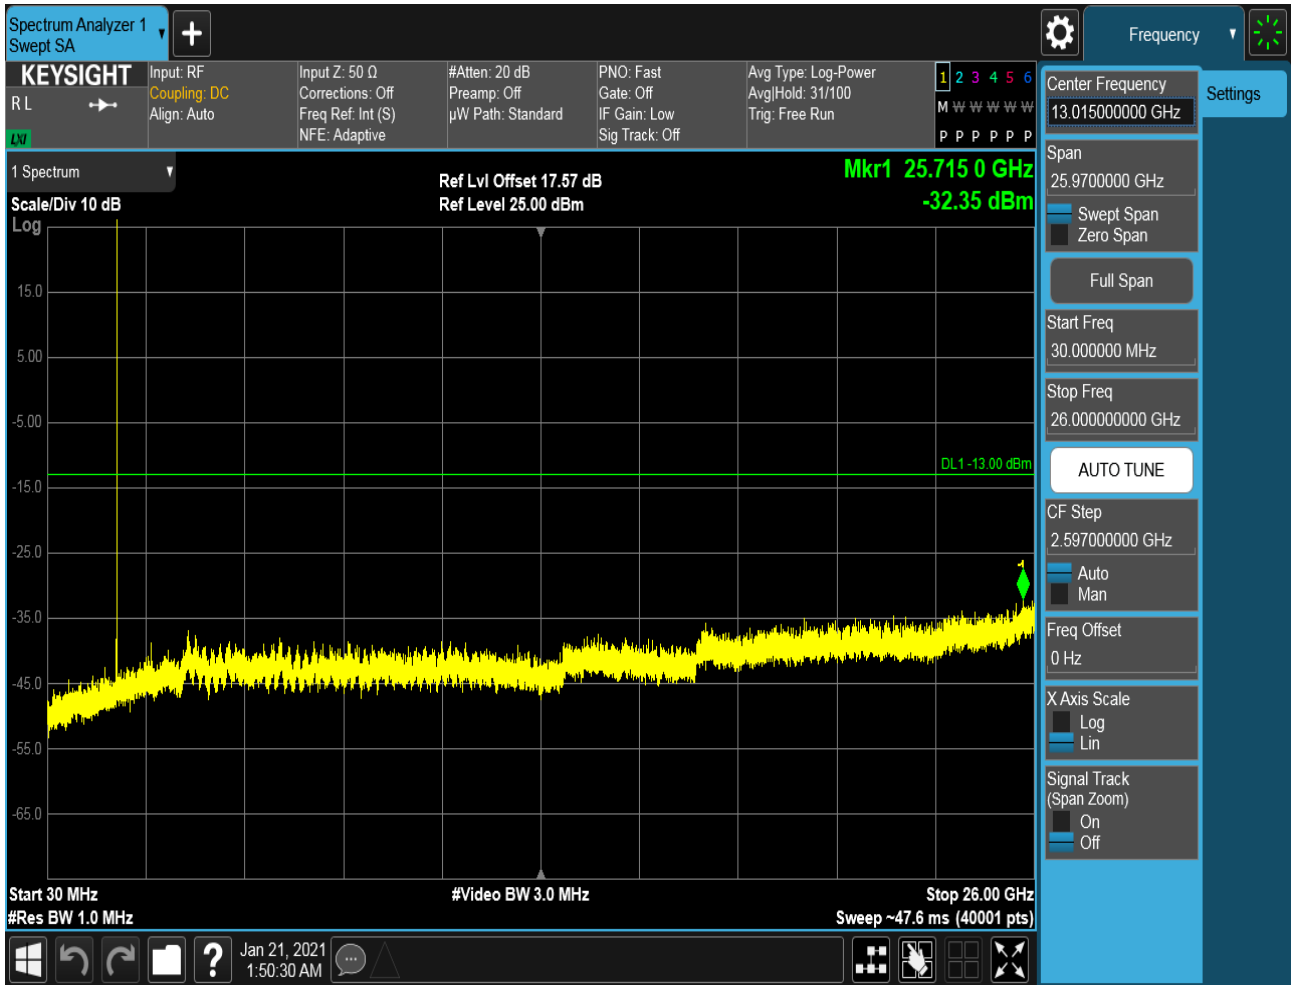 Spectrum Analyzer 1
Swept SA
Frequency
KEYSIGHT
R L
LXI
Input: RF
Coupling: DC
Align: Auto
Input Z: 50 Ω
Corrections: Off
Freq Ref: Int (S)
NFE: Adaptive
#Atten: 20 dB
Preamp: Off
µW Path: Standard
PNO: Fast
Gate: Off
IF Gain: Low
Sig Track: Off
Avg Type: Log-Power
Avg|Hold: 31/100
Trig: Free Run
1 2 3 4 5 6
M W W W W W
P P P P P P
1 Spectrum
Scale/Div 10 dB
Log
Ref Lvl Offset 17.57 dB
Ref Level 25.00 dBm
Mkr1 25.715 0 GHz
-32.35 dBm
15.0
5.00
-5.00
-15.0
-25.0
-35.0
-45.0
-55.0
-65.0
DL1 -13.00 dBm
1
Start 30 MHz
#Res BW 1.0 MHz
#Video BW 3.0 MHz
Stop 26.00 GHz
Sweep ~47.6 ms (40001 pts)
Center Frequency
13.015000000 GHz
Settings
Span
25.9700000 GHz
Swept Span
Zero Span
Full Span
Start Freq
30.000000 MHz
Stop Freq
26.000000000 GHz
AUTO TUNE
CF Step
2.597000000 GHz
Auto
Man
Freq Offset
0 Hz
X Axis Scale
Log
Lin
Signal Track
(Span Zoom)
On
Off
?
Jan 21, 2021
1:50:30 AM